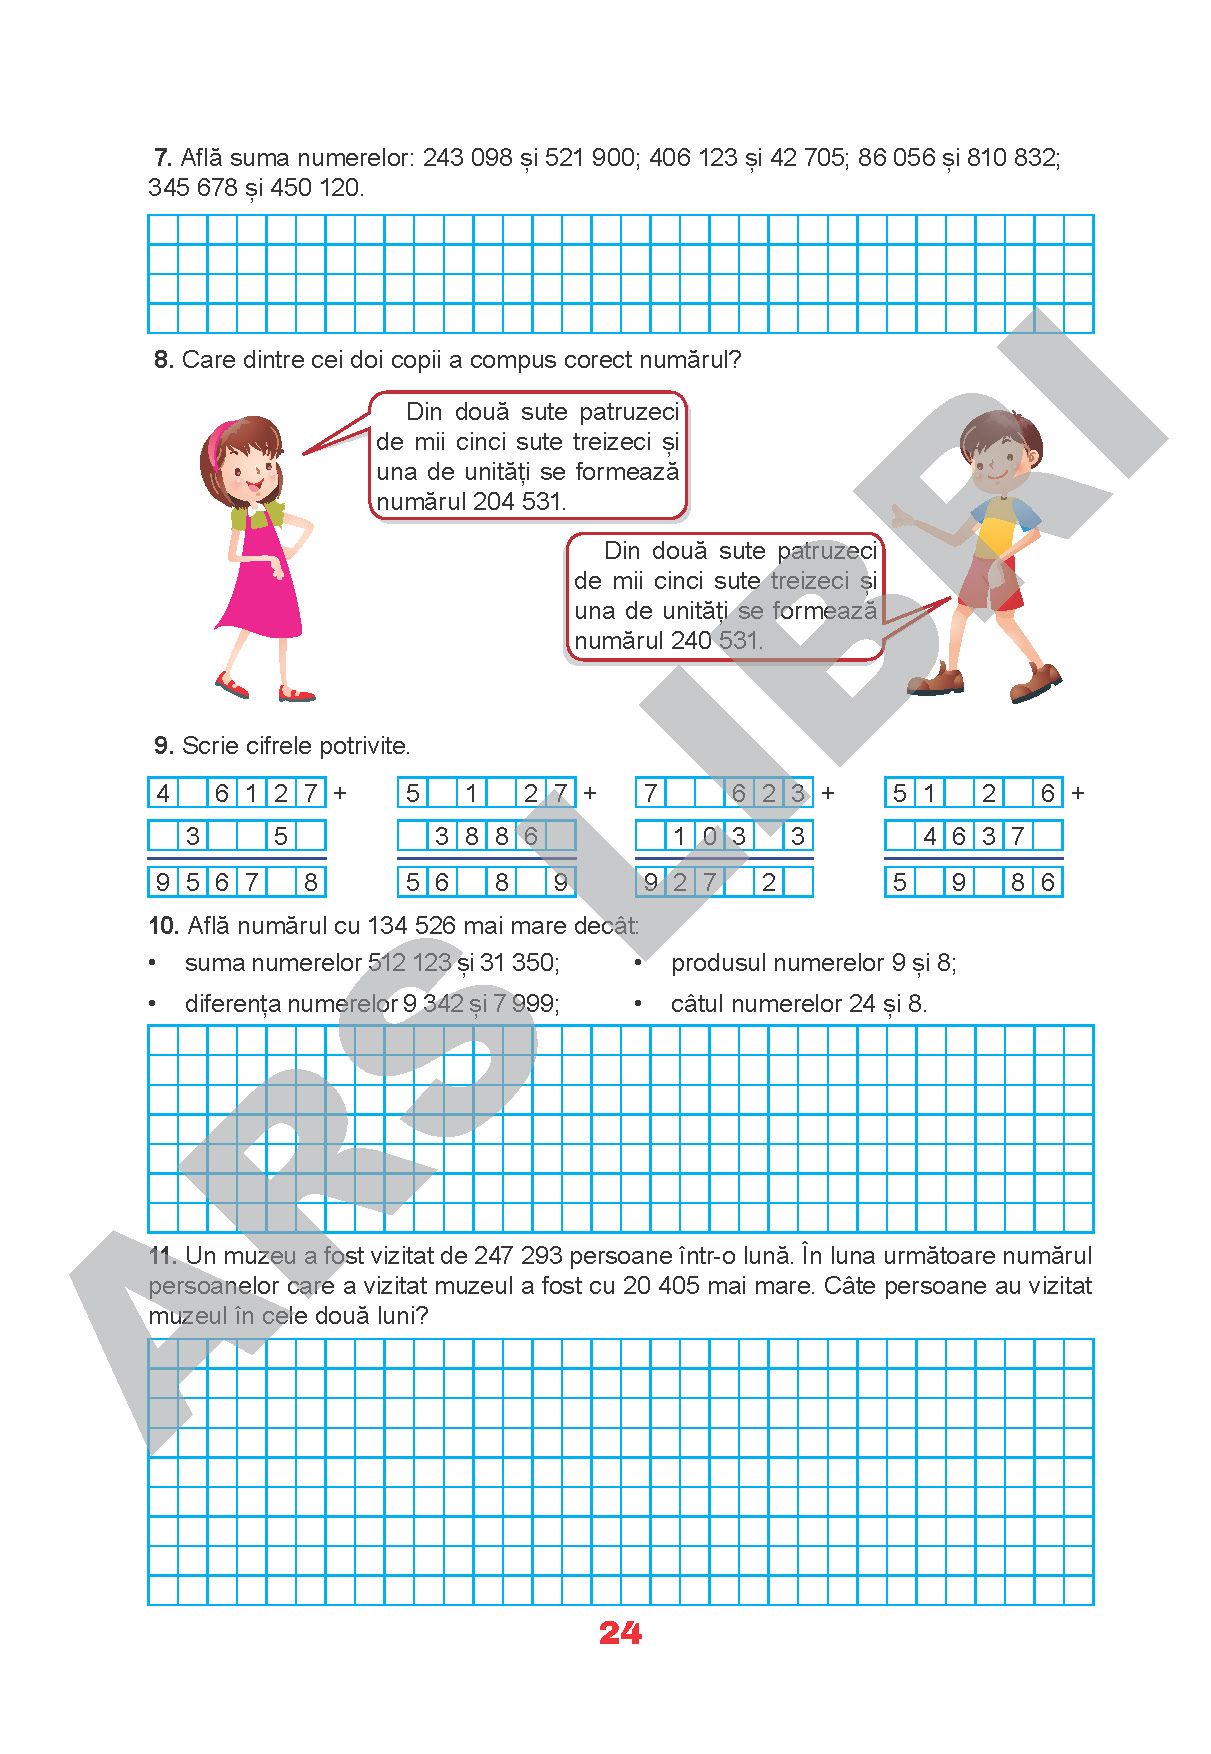 7. Află suma numerelor: 243 098 și 521 900; 406 123 și 42 705; 86 056 și 810 832;
345 678 și 450 120.
8. Care dintre cei doi copii a compus corect numărul?
Din două sute patruzeci
de mii cinci sute treizeci și
una de unități se formează
numărul 204 531.
Din două sute patruzeci
de mii cinci sute treizeci și
una de unități se formează
numărul 240 531.
9. Scrie cifrele potrivite.
4 6 1 2 7 + 5 1 2 7 + 7 6 2 3 + 5 1 2 6 +
3 5 3 8 8 6 1 0 3 3 4 6 3 7
9 5 6 7 8 5 6 8 9 9 2 7 2 5 9 8 6
10. Află numărul cu 134 526 mai mare decât:
• suma numerelor 512 123 și 31 350; • produsul numerelor 9 și 8;
• diferența numerelor 9 342 și 7 999; • câtul numerelor 24 și 8.
11. Un muzeu a fost vizitat de 247 293 persoane într-o lună. În luna următoare numărul
persoanelor care a vizitat muzeul a fost cu 20 405 mai mare. Câte persoane au vizitat
muzeul în cele două luni?
24
ARS LIBRI